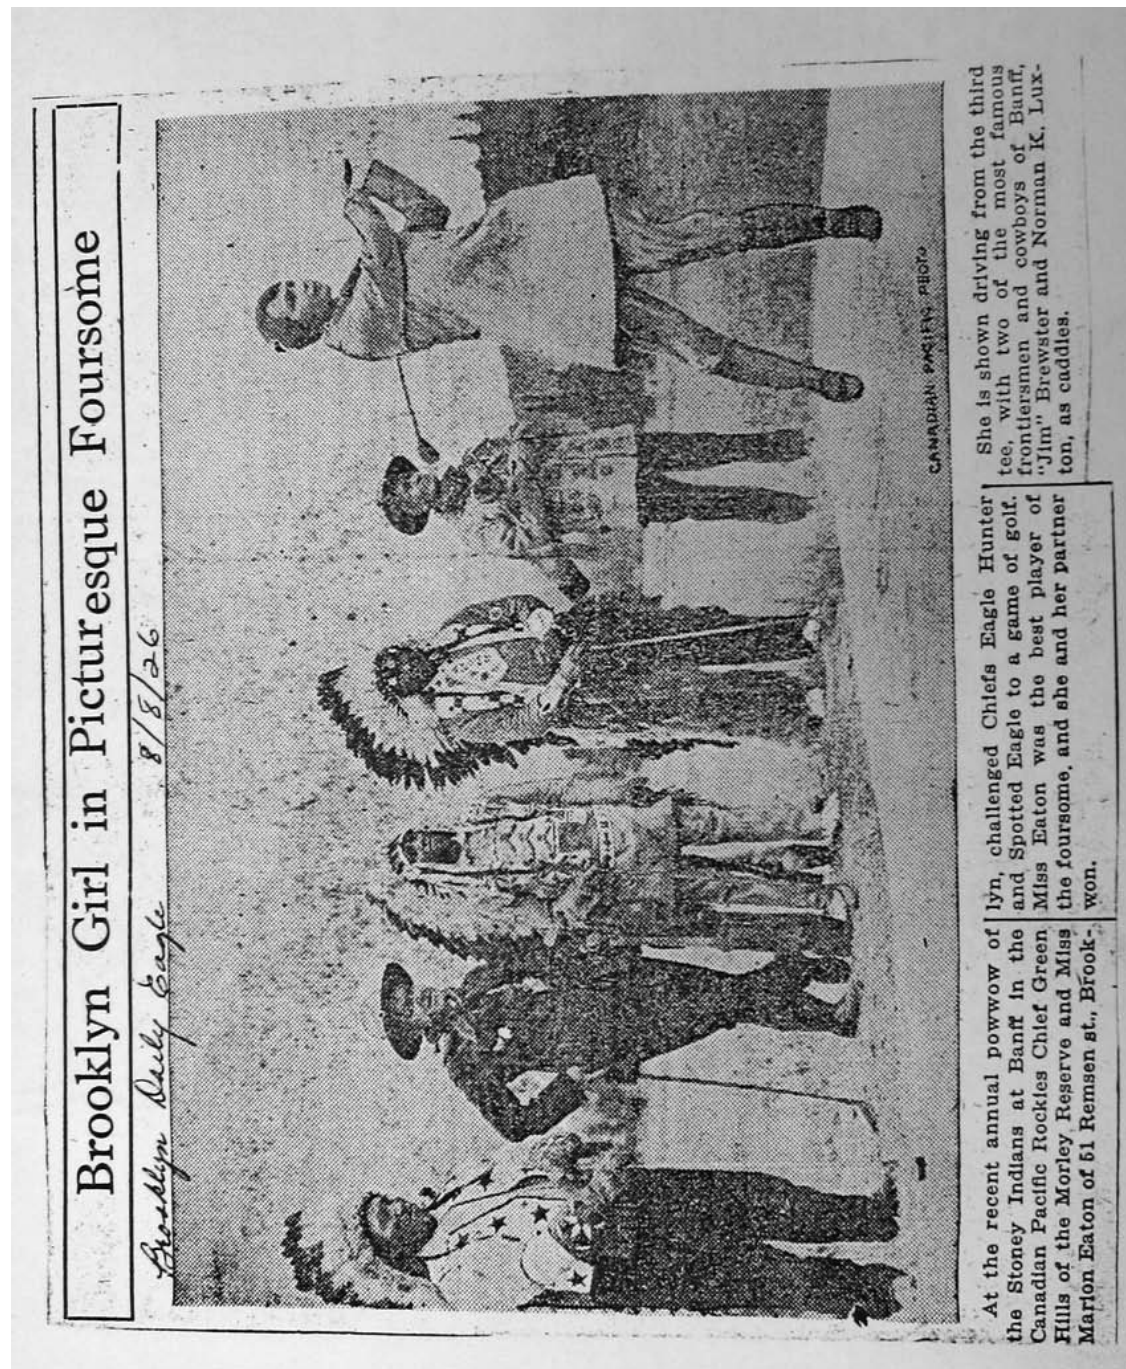 Brooklyn Girl in Picturesque Foursome
Brooklyn Daily Eagle 8/8/26
CANADIAN PACIFIC PHOTO
At the recent annual powwow of
the Stoney Indians at Banff in the
Canadian Pacific Rockies Chief Green
Hills of the Morley Reserve and Miss
Marion Eaton of 51 Remsen st., Brook-
lyn, challenged Chiefs Eagle Hunter
and Spotted Eagle to a game of golf.
Miss Eaton was the best player of
the foursome, and she and her partner
won.
She is shown driving from the third
tee, with two of the most famous
frontiersmen and cowboys of Banff,
"Jim" Brewster and Norman K. Lux-
ton, as caddies.